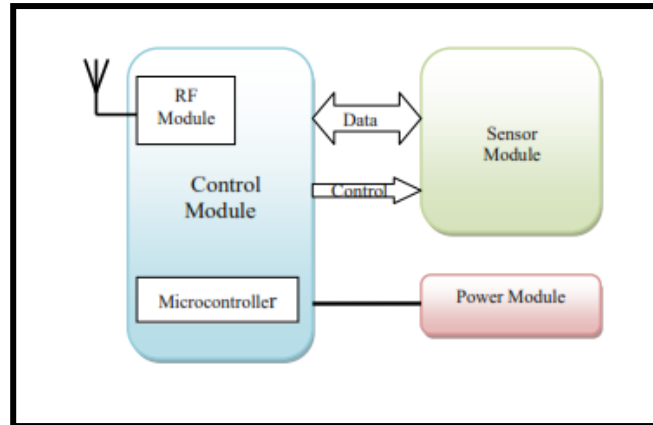 RF
Module
Control
Module
Microcontroller
Data
Control
Sensor
Module
Power Module